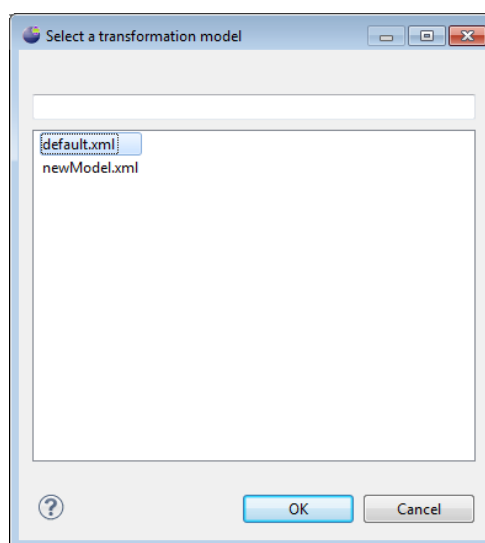 Select a transformation model
default.xml
newModel.xml
?
OK
Cancel